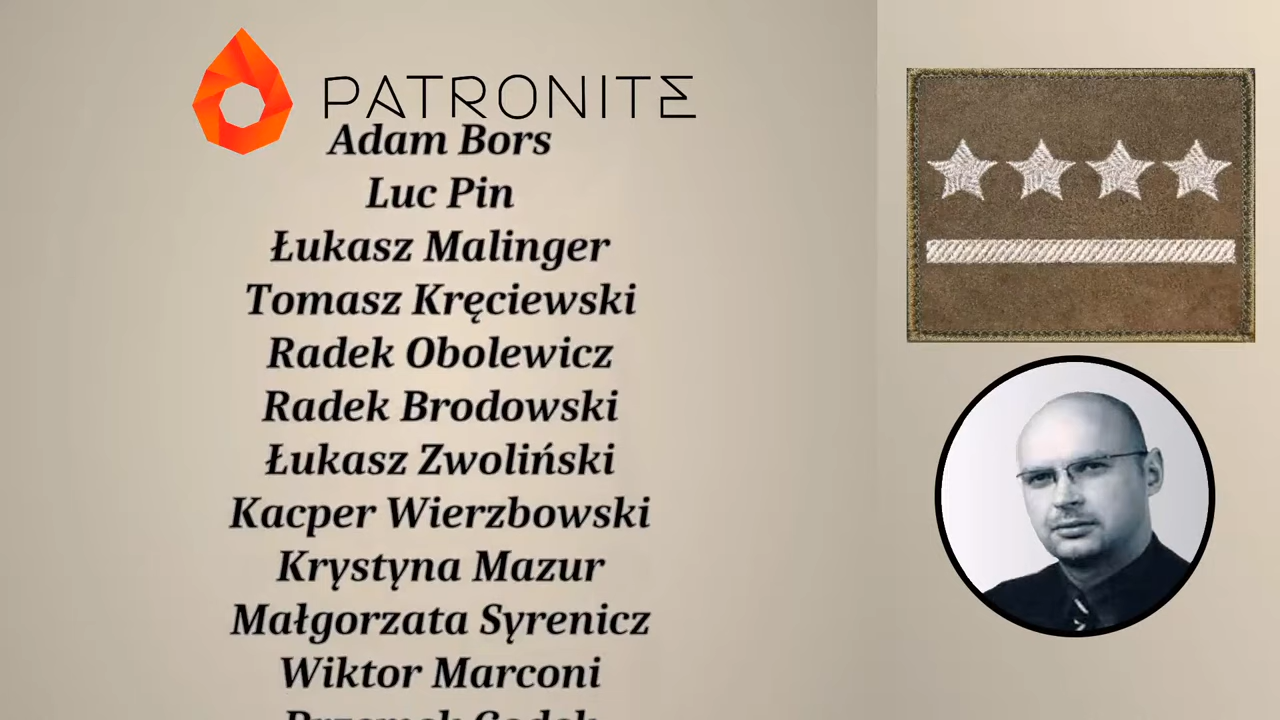 PATRONITE
Adam Bors
Luc Pin
Łukasz Malinger
Tomasz Kręciewski
Radek Obolewicz
Radek Brodowski
Łukasz Zwoliński
Kacper Wierzbowski
Krystyna Mazur
Małgorzata Syrenicz
Wiktor Marconi